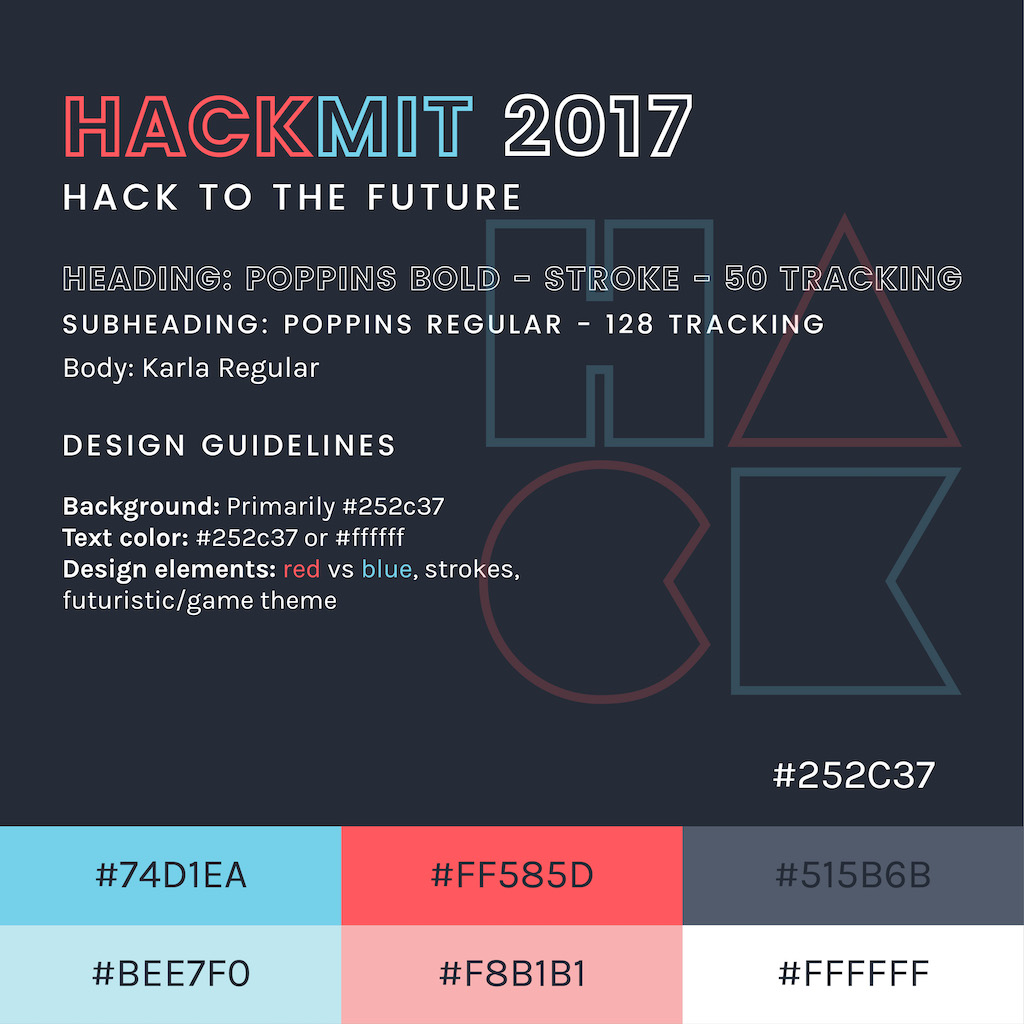 HACKMIT 2017
HACK TO THE FUTURE
HEADING: POPPINS BOLD - STROKE - 50 TRACKING
SUBHEADING: POPPINS REGULAR - 128 TRACKING
Body: Karla Regular
DESIGN GUIDELINES
Background: Primarily #252c37
Text color: #252c37 or #ffffff
Design elements: red vs blue, strokes,
futuristic/game theme
HA
CK
#252C37
#74D1EA #FF585D #515B6B
#BEE7F0 #F8B1B1 #FFFFFF